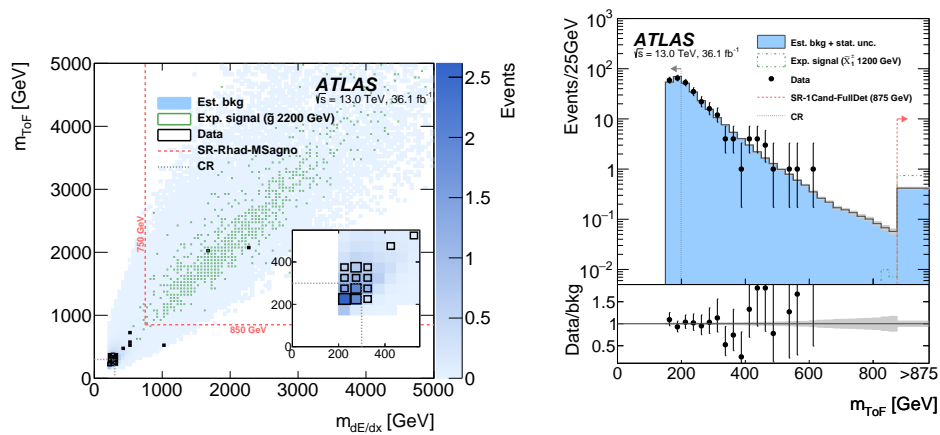 ATLAS
√s = 13.0 TeV, 36.1 fb⁻¹
Est. bkg
Exp. signal (g̃ 2200 GeV)
Data
SR-Rhad-MSagno
CR
750 GeV
850 GeV
m_ToF [GeV]
5000
4000
3000
2000
1000
0
0 1000 2000 3000 4000 5000
m_dE/dx [GeV]
400
200
0
0 200 400
Events
2.5
2
1.5
1
0.5
0
ATLAS
√s = 13.0 TeV, 36.1 fb⁻¹
Est. bkg + stat. unc.
Exp. signal (χ̃₁± 1200 GeV)
Data
SR-1Cand-FullDet (875 GeV)
CR
Events/25GeV
10³
10²
10
1
10⁻¹
10⁻²
Data/bkg
1.5
1
0.5
0 200 400 600 800 >875
m_ToF [GeV]